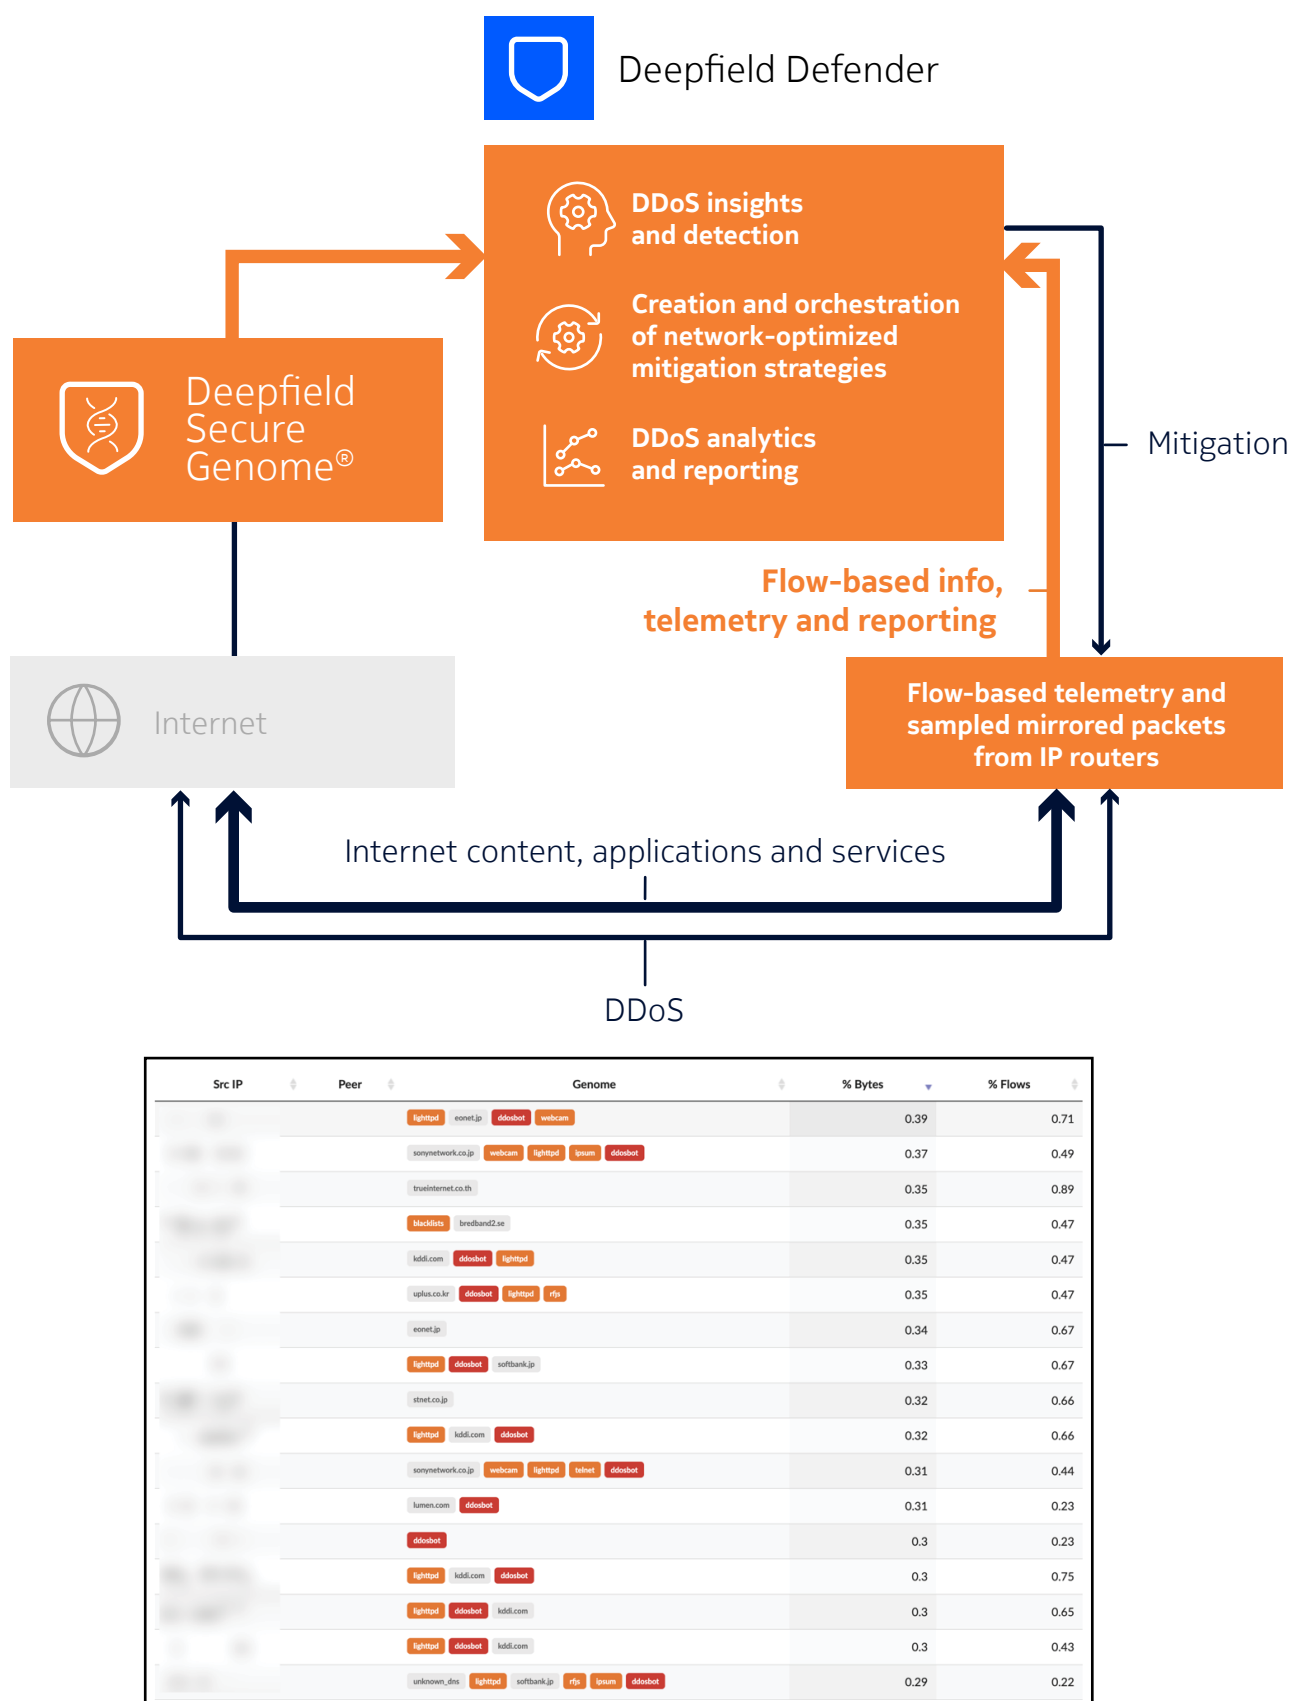 Deepfield Defender
DDoS insights
and detection
Creation and orchestration
of network-optimized
mitigation strategies
DDoS analytics
and reporting
Deepfield
Secure
Genome®
Mitigation
Flow-based info,
telemetry and reporting
Internet
Flow-based telemetry and
sampled mirrored packets
from IP routers
Internet content, applications and services
DDoS
Src IP Peer Genome % Bytes % Flows
lighttpd eonet.jp ddosbot webcam 0.39 0.71
sonynetwork.co.jp webcam lighttpd ipsum ddosbot 0.37 0.49
trueinternet.co.th 0.35 0.89
blacklists bredband2.se 0.35 0.47
kddi.com ddosbot lighttpd 0.35 0.47
uplus.co.kr ddosbot lighttpd rfjs 0.35 0.47
eonet.jp 0.34 0.67
lighttpd ddosbot softbank.jp 0.33 0.67
stnet.co.jp 0.32 0.66
lighttpd kddi.com ddosbot 0.32 0.66
sonynetwork.co.jp webcam lighttpd telnet ddosbot 0.31 0.44
lumen.com ddosbot 0.31 0.23
ddosbot 0.3 0.23
lighttpd kddi.com ddosbot 0.3 0.75
lighttpd ddosbot kddi.com 0.3 0.65
lighttpd ddosbot kddi.com 0.3 0.43
unknown_dns lighttpd softbank.jp rfjs ipsum ddosbot 0.29 0.22